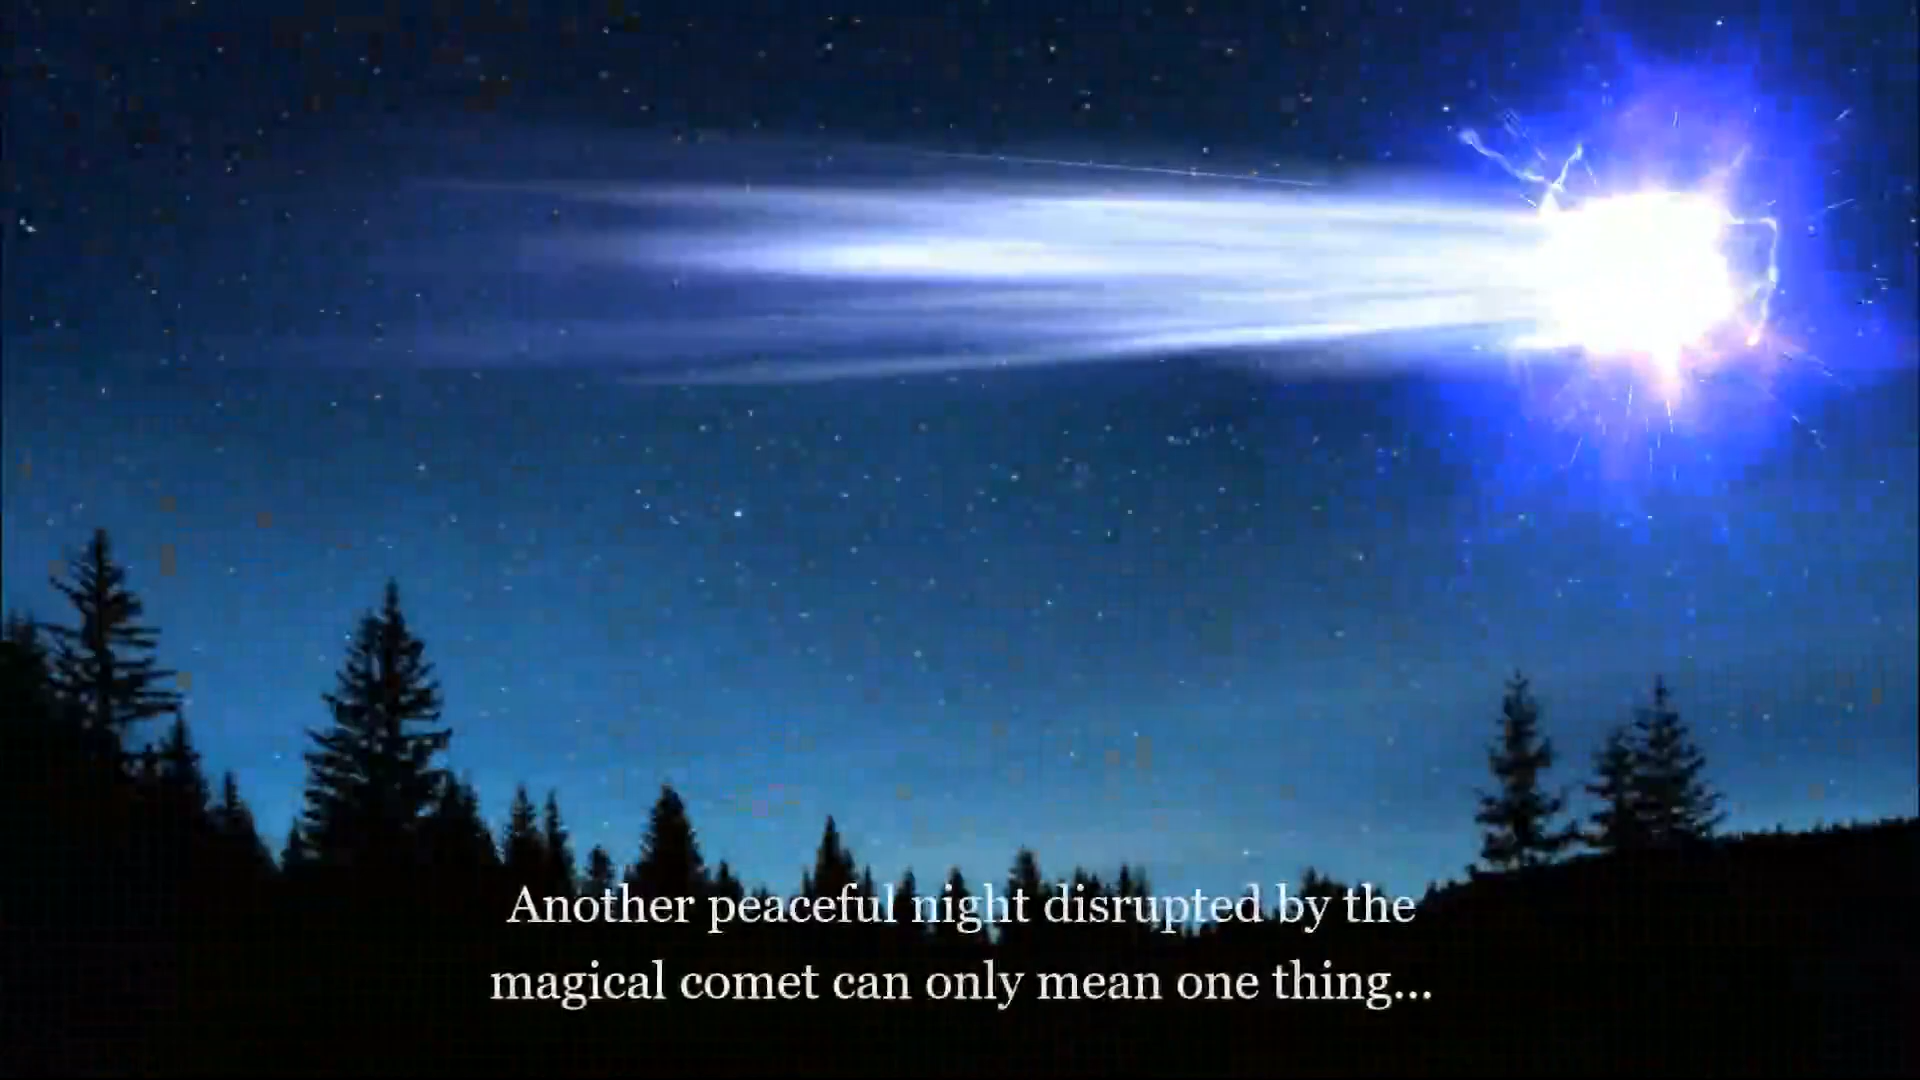 Another peaceful night disrupted by the
magical comet can only mean one thing...